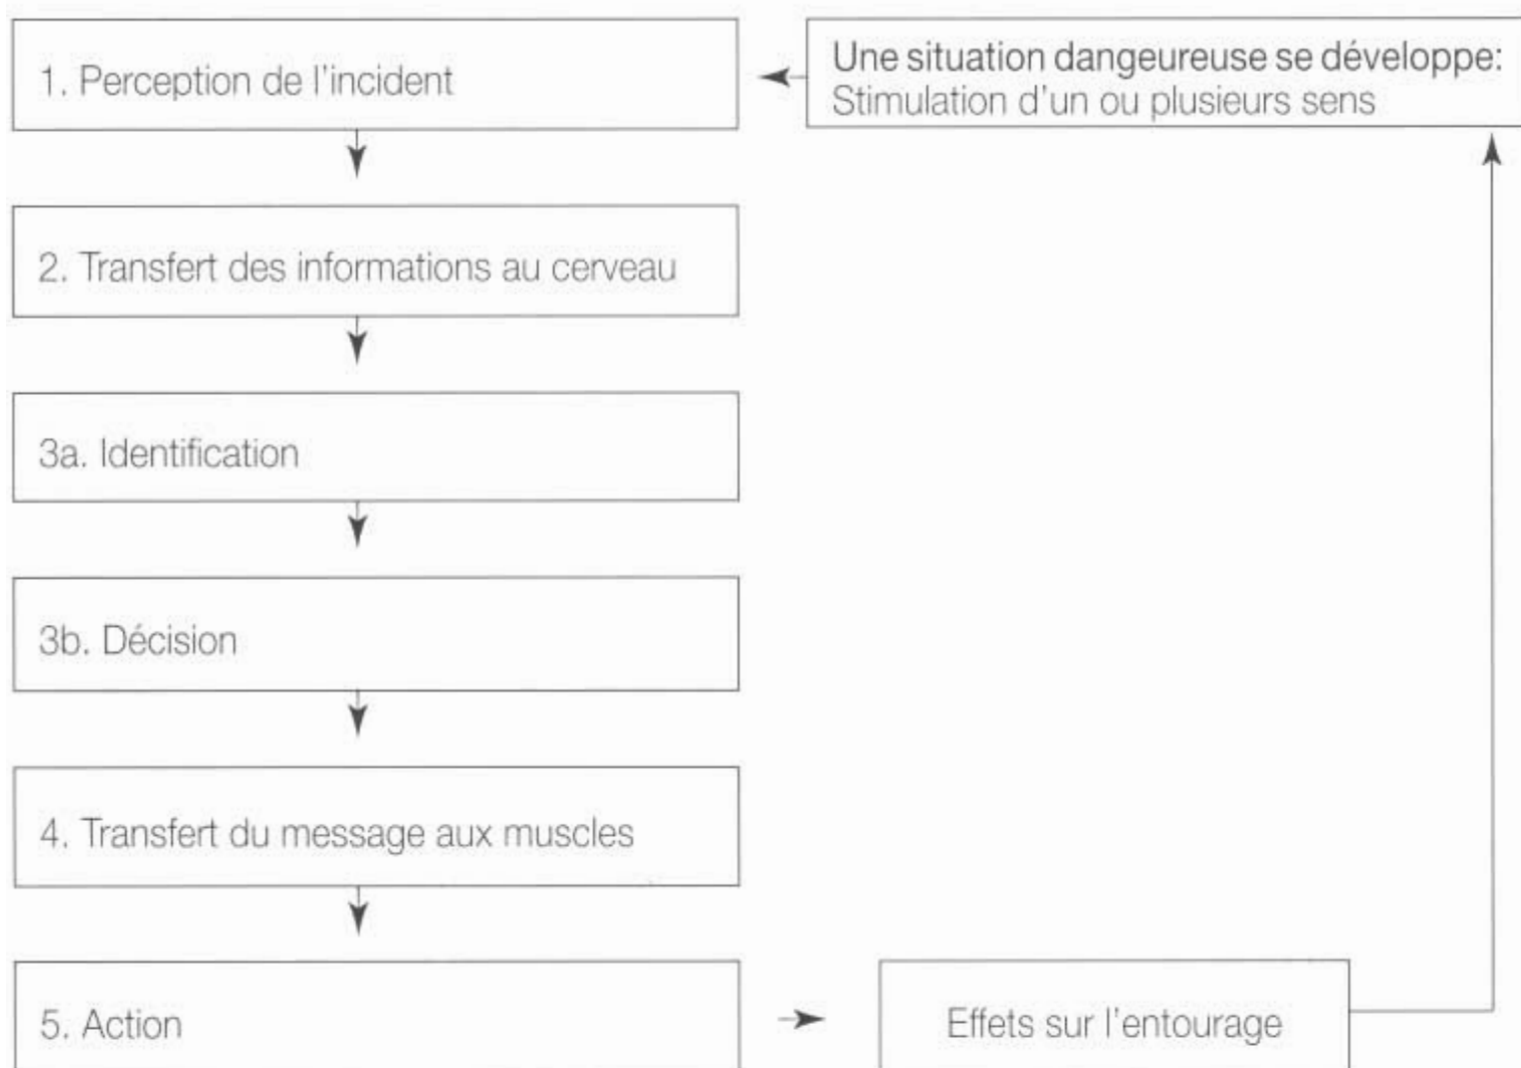 1. Perception de l'incident
Une situation dangeureuse se développe:
Stimulation d'un ou plusieurs sens
2. Transfert des informations au cerveau
3a. Identification
3b. Décision
4. Transfert du message aux muscles
5. Action
Effets sur l'entourage